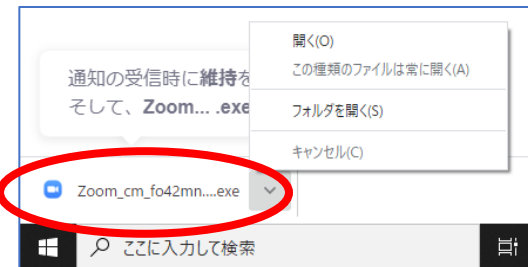 開く(O)
この種類のファイルは常に開く(A)
フォルダを開く(S)
キャンセル(C)
通知の受信時に維持を
そして、Zoom... .exe
Zoom_cm_fo42mn....exe
ここに入力して検索